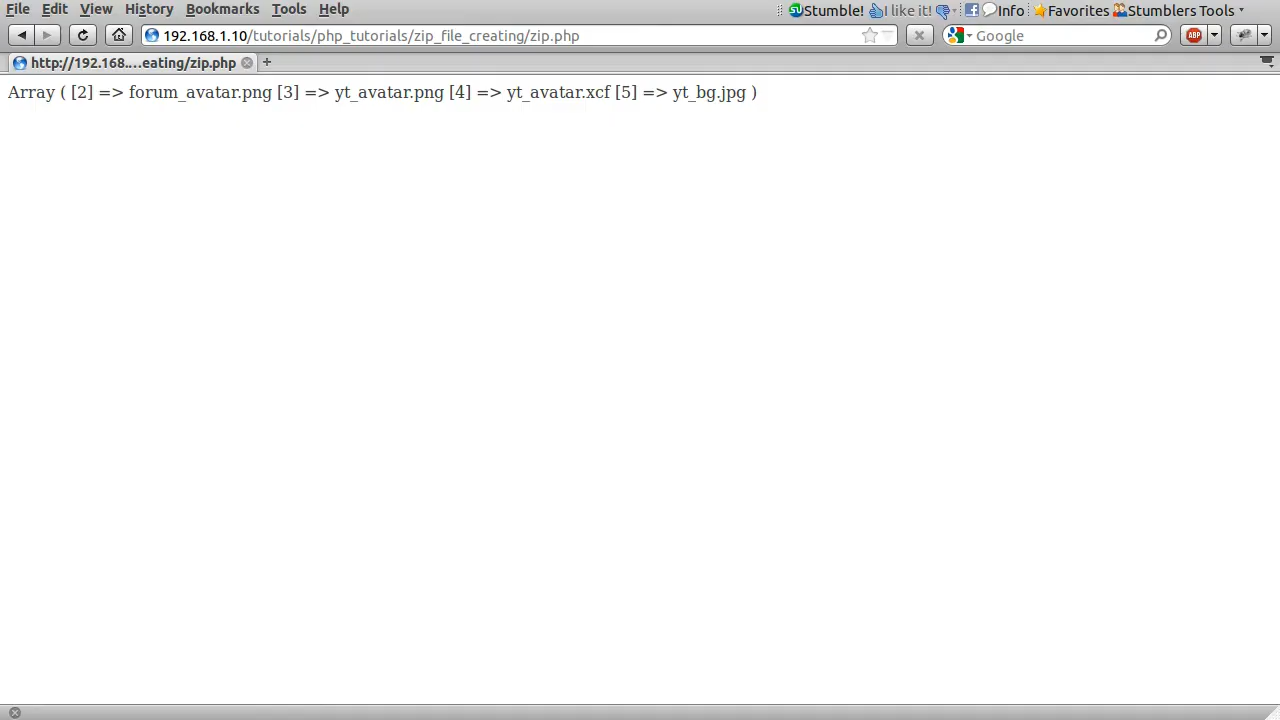 File Edit View History Bookmarks Tools Help Stumble! I like it! Info Favorites Stumblers Tools
192.168.1.10/tutorials/php_tutorials/zip_file_creating/zip.php Google ABP
http://192.168....eating/zip.php
Array ( [2] => forum_avatar.png [3] => yt_avatar.png [4] => yt_avatar.xcf [5] => yt_bg.jpg )